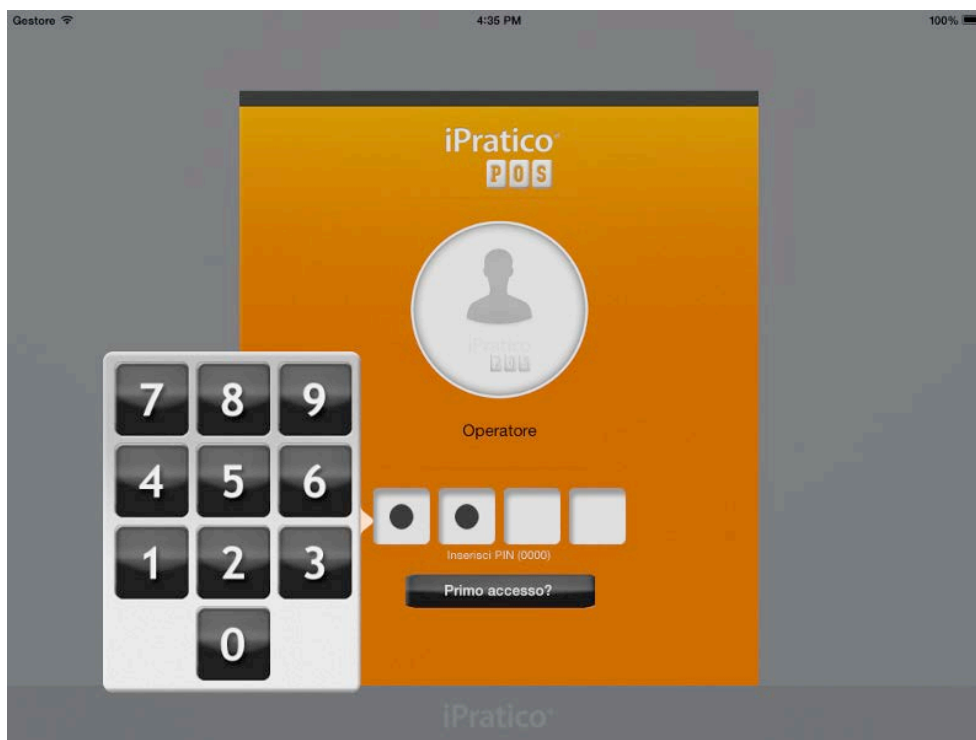 Gestore 4:35 PM 100%
iPratico
POS
iPratico
POS
Operatore
7 8 9
4 5 6
1 2 3
0
Inserisci PIN (0000)
Primo accesso?
iPratico